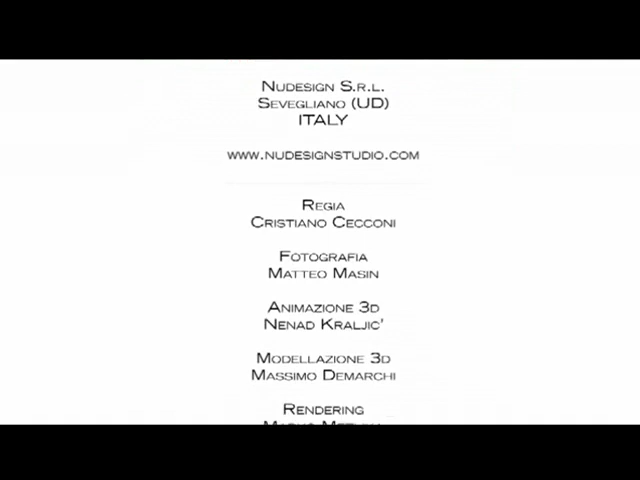 NUDESIGN S.R.L.
SEVEGLIANO (UD)
ITALY
WWW.NUDESIGNSTUDIO.COM
REGIA
CRISTIANO CECCONI
FOTOGRAFIA
MATTEO MASIN
ANIMAZIONE 3D
NENAD KRALJIC'
MODELLAZIONE 3D
MASSIMO DEMARCHI
RENDERING